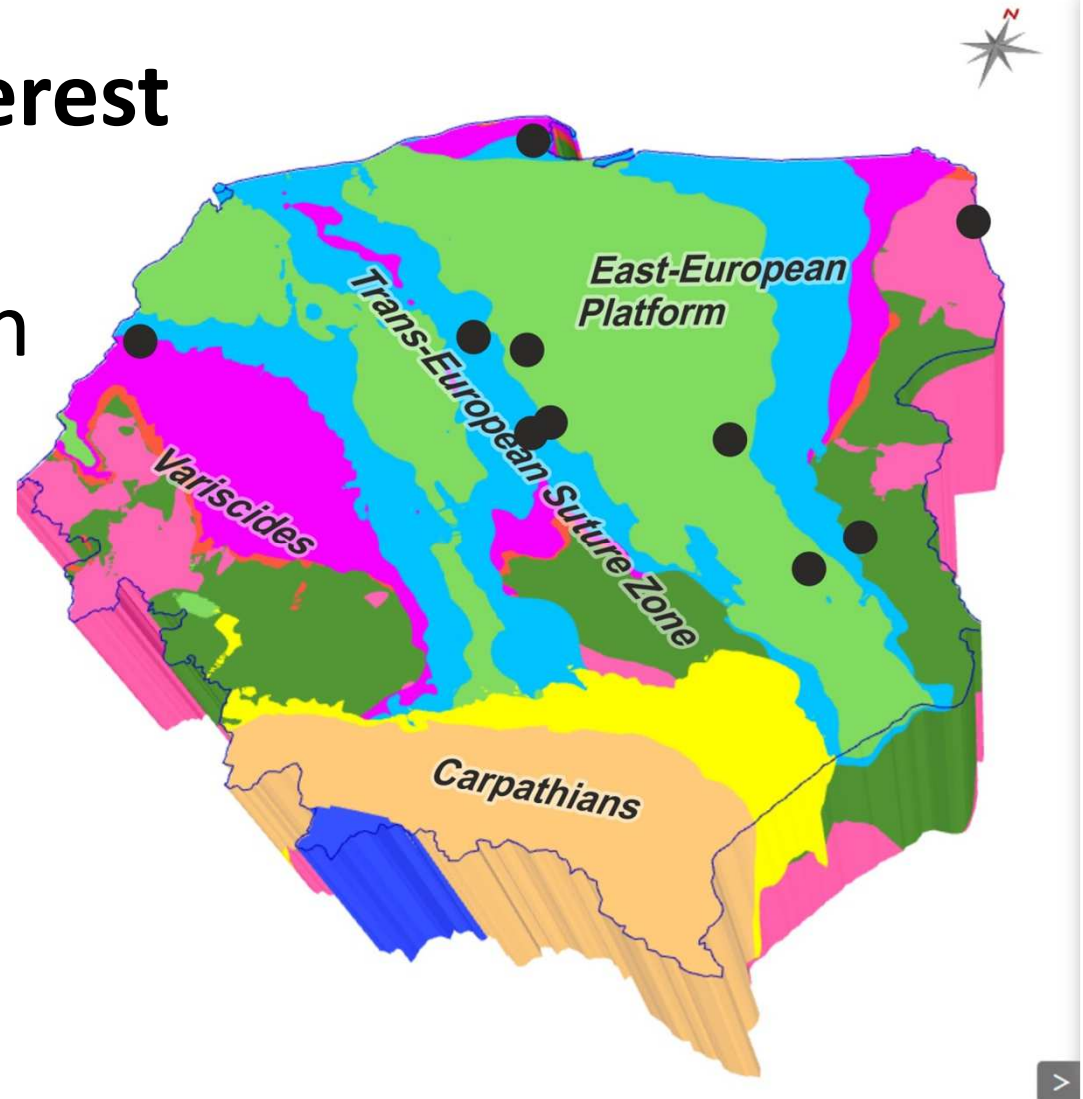 N
erest
n
East-European
Platform
Trans-European Suture Zone
Variscides
Carpathians
>